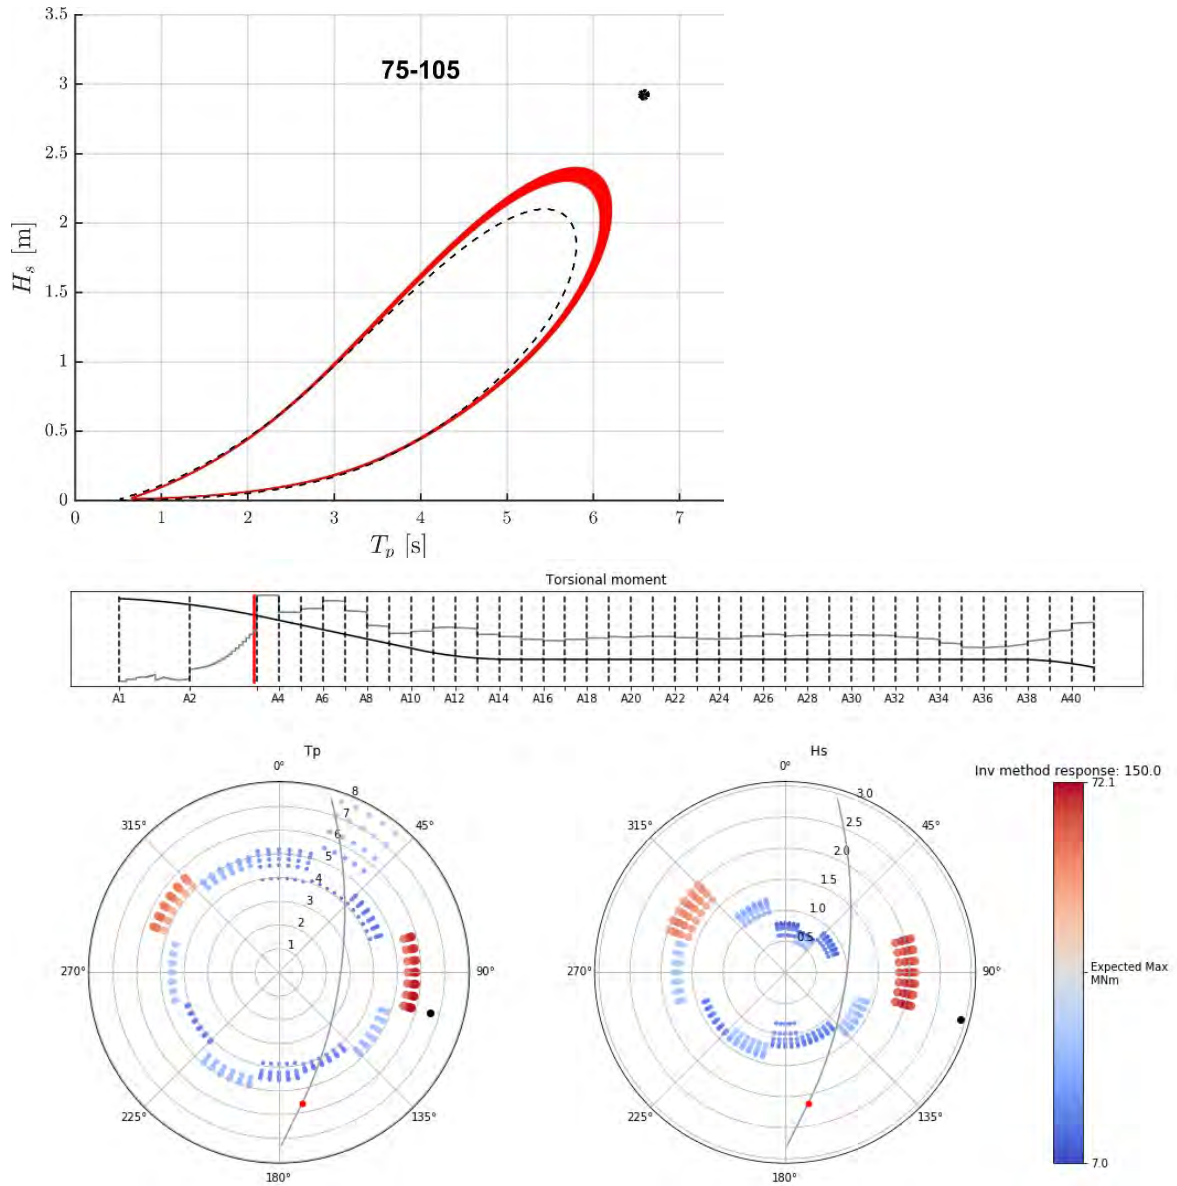 3.5
75-105
3
2.5
2
1.5
1
0.5
0
H_s [m]
0 1 2 3 4 5 6 7
T_p [s]
Torsional moment
A1 A2 A4 A6 A8 A10 A12 A14 A16 A18 A20 A22 A24 A26 A28 A30 A32 A34 A36 A38 A40
Tp
0°
45°
90°
135°
180°
225°
270°
315°
1 2 3 4 5 6 7 8
Hs
0°
45°
90°
135°
180°
225°
270°
315°
0.5 1.0 1.5 2.0 2.5 3.0
Inv method response: 150.0
72.1
Expected Max
MNm
7.0